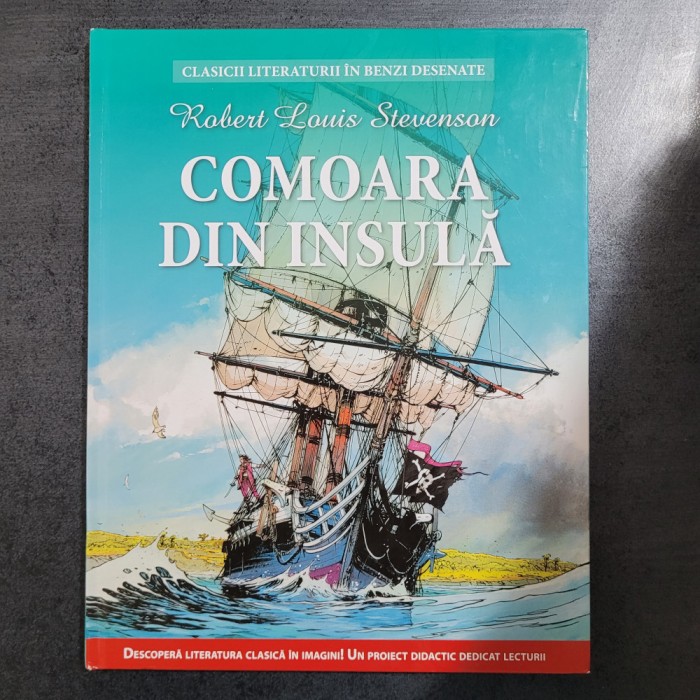 CLASICII LITERATURII ÎN BENZI DESENATE
Robert Louis Stevenson
COMOARA
DIN INSULĂ
DESCOPERĂ LITERATURA CLASICĂ ÎN IMAGINI! UN PROIECT DIDACTIC DEDICAT LECTURII